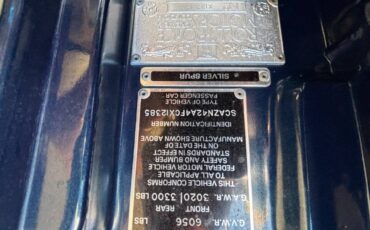 G.V.W.R. 6056 LBS
FRONT REAR
G.A.W.R. 3020 3300 LBS
THIS VEHICLE CONFORMS
TO ALL APPLICABLE
FEDERAL MOTOR VEHICLE
SAFETY AND BUMPER
STANDARDS IN EFFECT
ON THE DATE OF
MANUFACTURE SHOWN ABOVE
IDENTIFICATION NUMBER
SCAZN42A4FCX12385
TYPE OF VEHICLE
PASSENGER CAR
SILVER SPUR